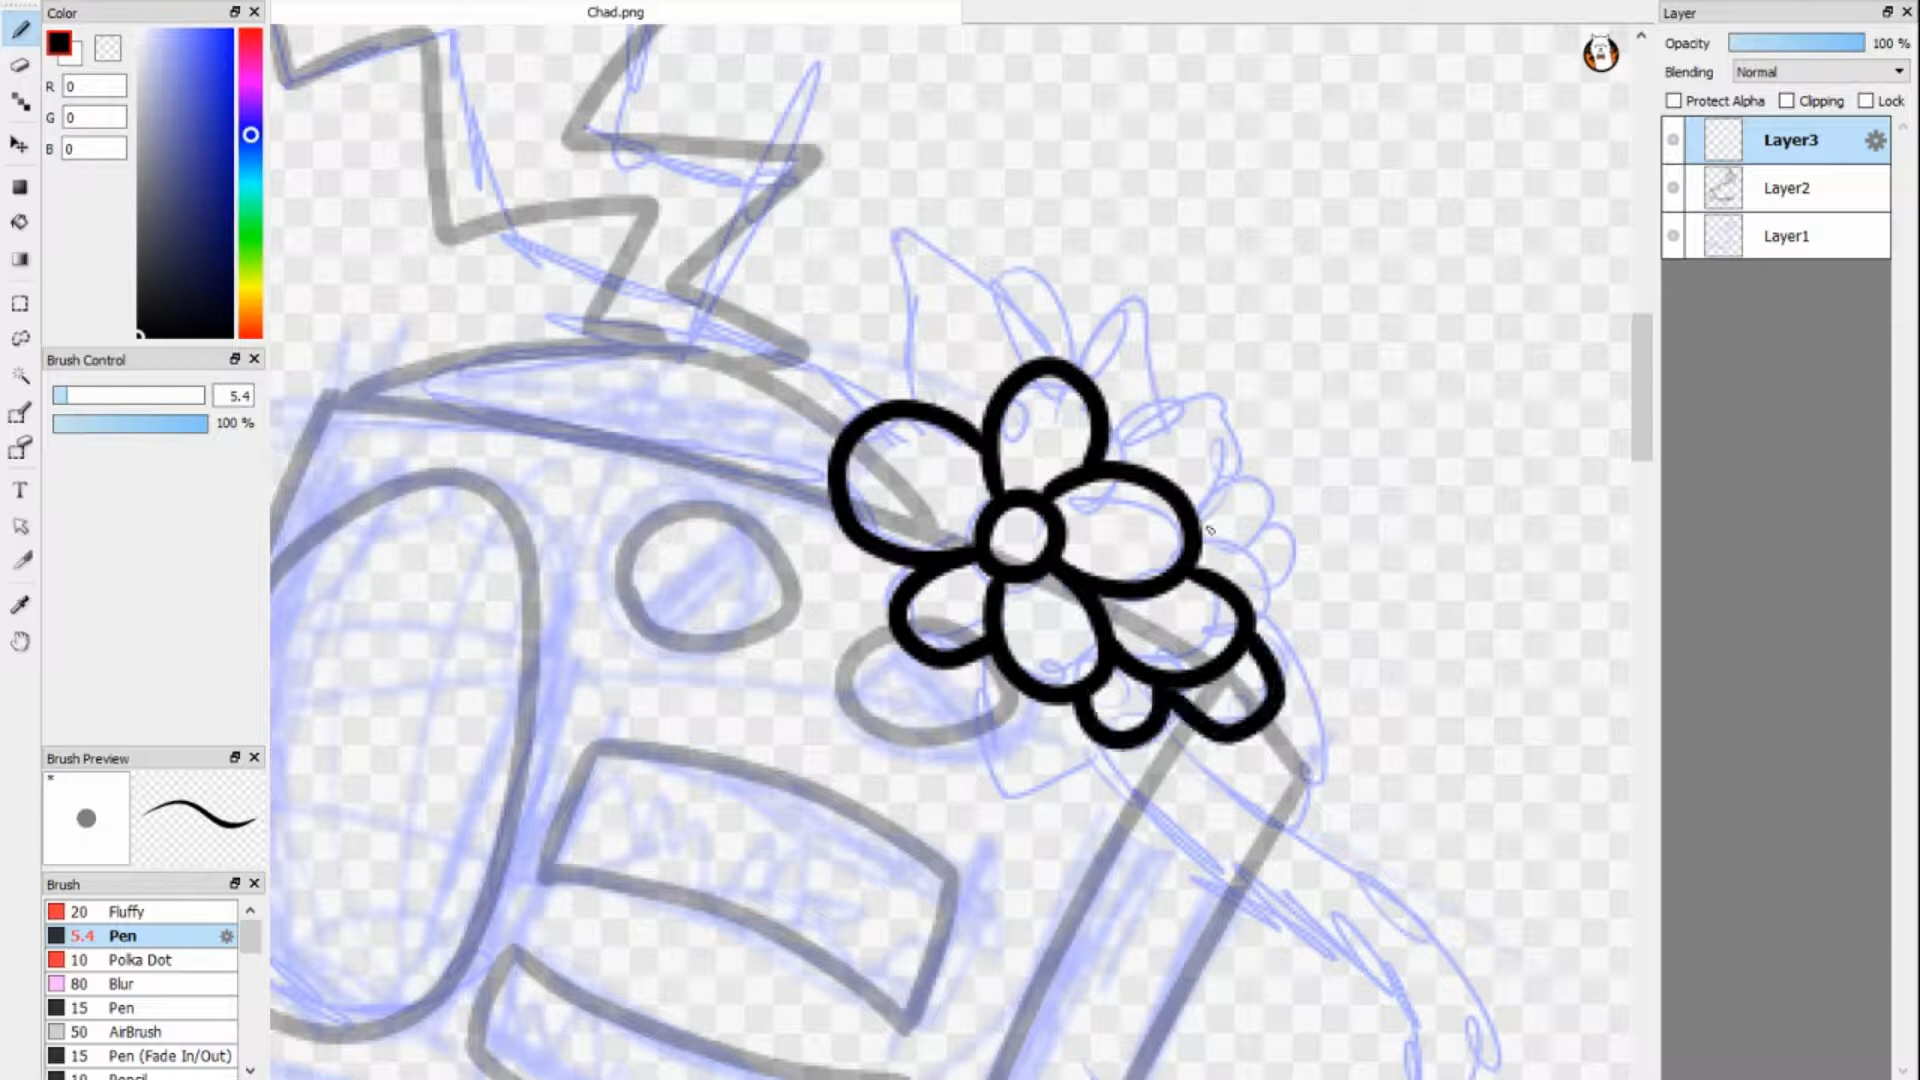 Color
Chad.png
Layer
R 0
G 0
B 0
Opacity 100 %
Blending Normal
Protect Alpha Clipping Lock
Layer3
Layer2
Layer1
Brush Control
5.4
100 %
T
Brush Preview
*
Brush
20 Fluffy
5.4 Pen
10 Polka Dot
80 Blur
15 Pen
50 AirBrush
15 Pen (Fade In/Out)
10 Pencil